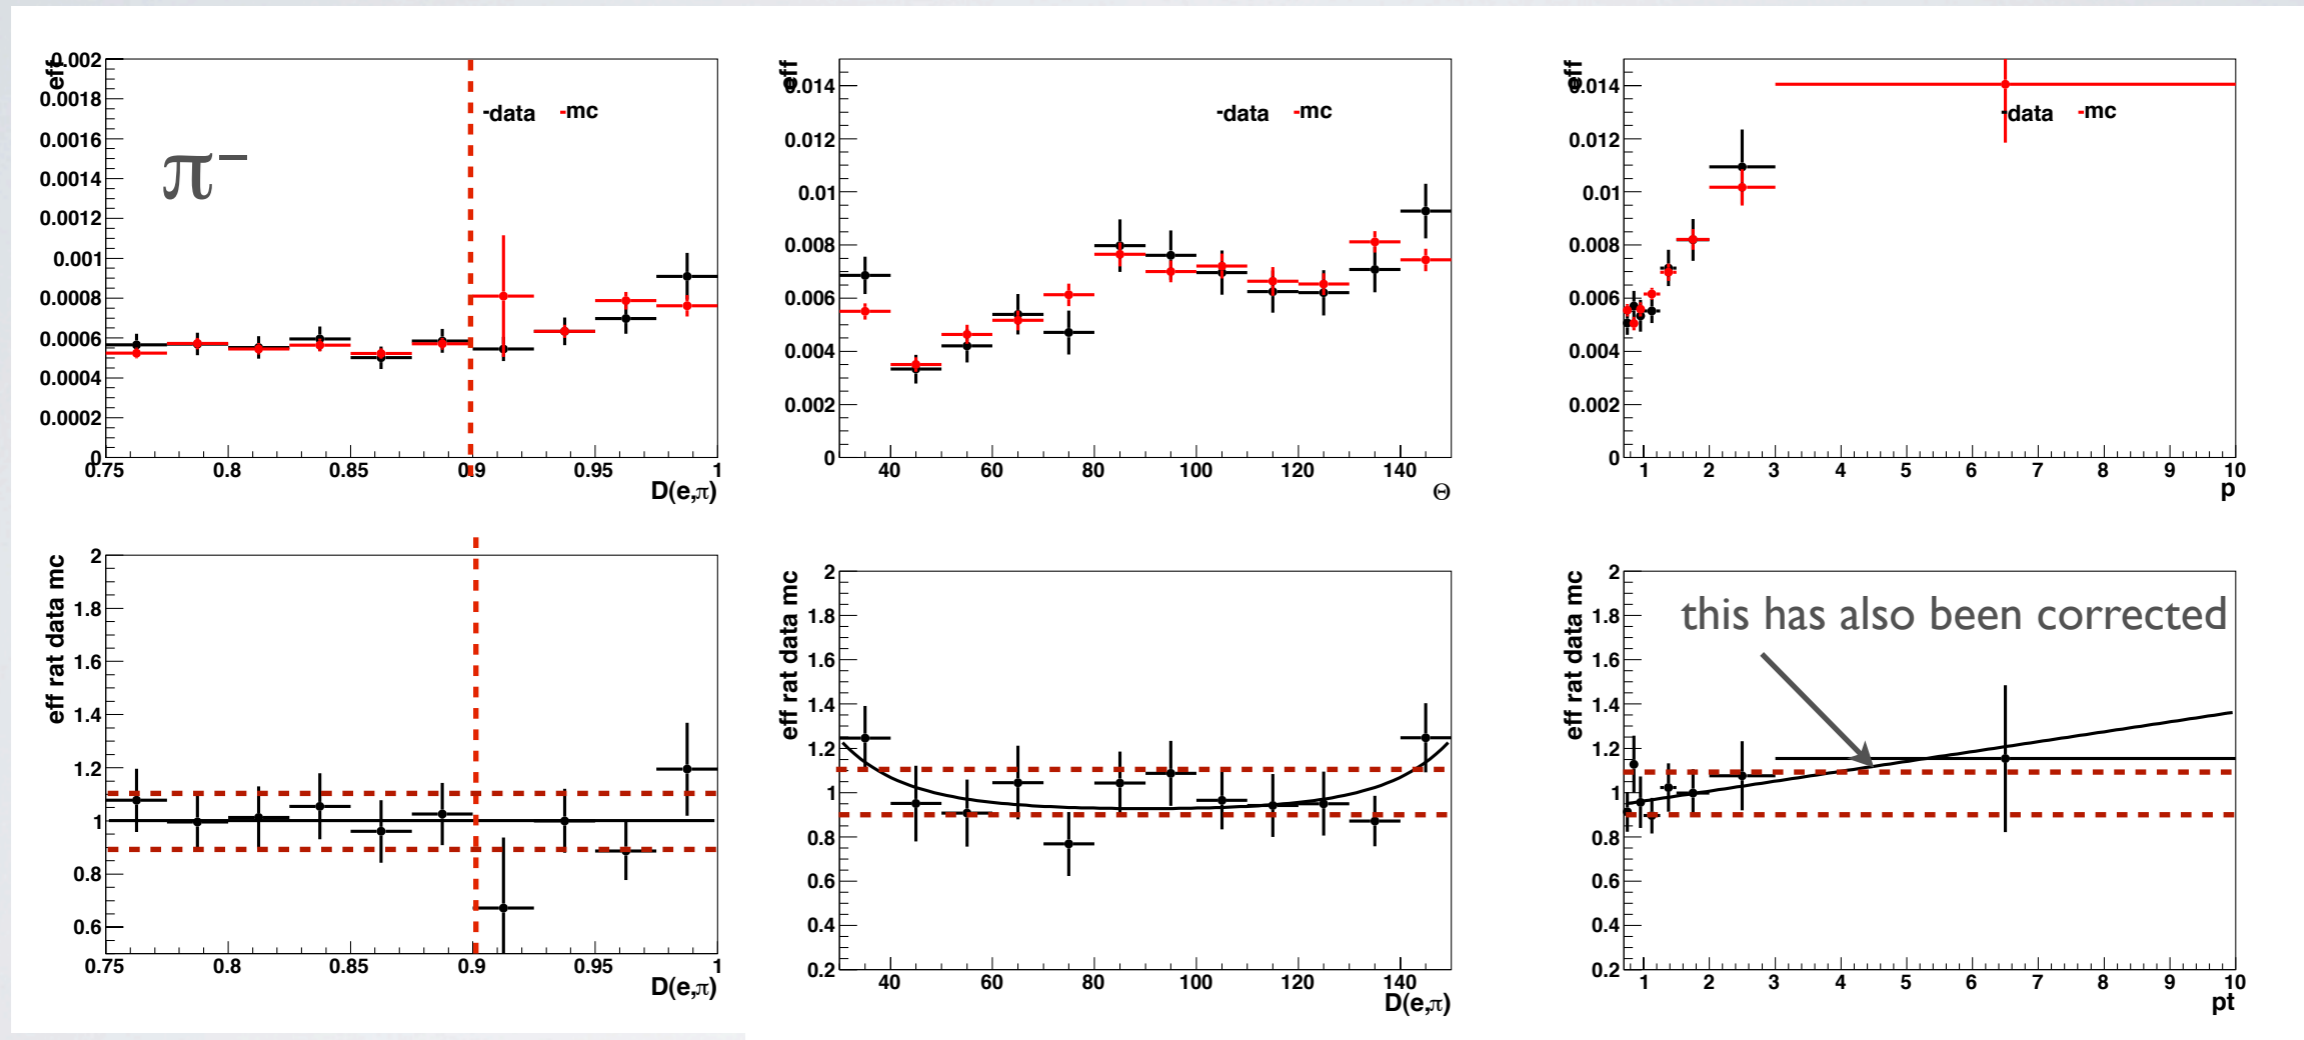 eff
0.002
0.0018
0.0016
0.0014
0.0012
0.001
0.0008
0.0006
0.0004
0.0002
0
π−
-data -mc
0.75 0.8 0.85 0.9 0.95 1
D(e,π)
eff
0.014
0.012
0.01
0.008
0.006
0.004
0.002
0
-data -mc
40 60 80 100 120 140
Θ
eff
0.014
0.012
0.01
0.008
0.006
0.004
0.002
0
-data -mc
1 2 3 4 5 6 7 8 9 10
p
eff rat data mc
2
1.8
1.6
1.4
1.2
1
0.8
0.6
0.75 0.8 0.85 0.9 0.95 1
D(e,π)
eff rat data mc
2
1.8
1.6
1.4
1.2
1
0.8
0.6
0.4
0.2
40 60 80 100 120 140
D(e,π)
eff rat data mc
2
1.8
1.6
1.4
1.2
1
0.8
0.6
0.4
0.2
this has also been corrected
1 2 3 4 5 6 7 8 9 10
pt